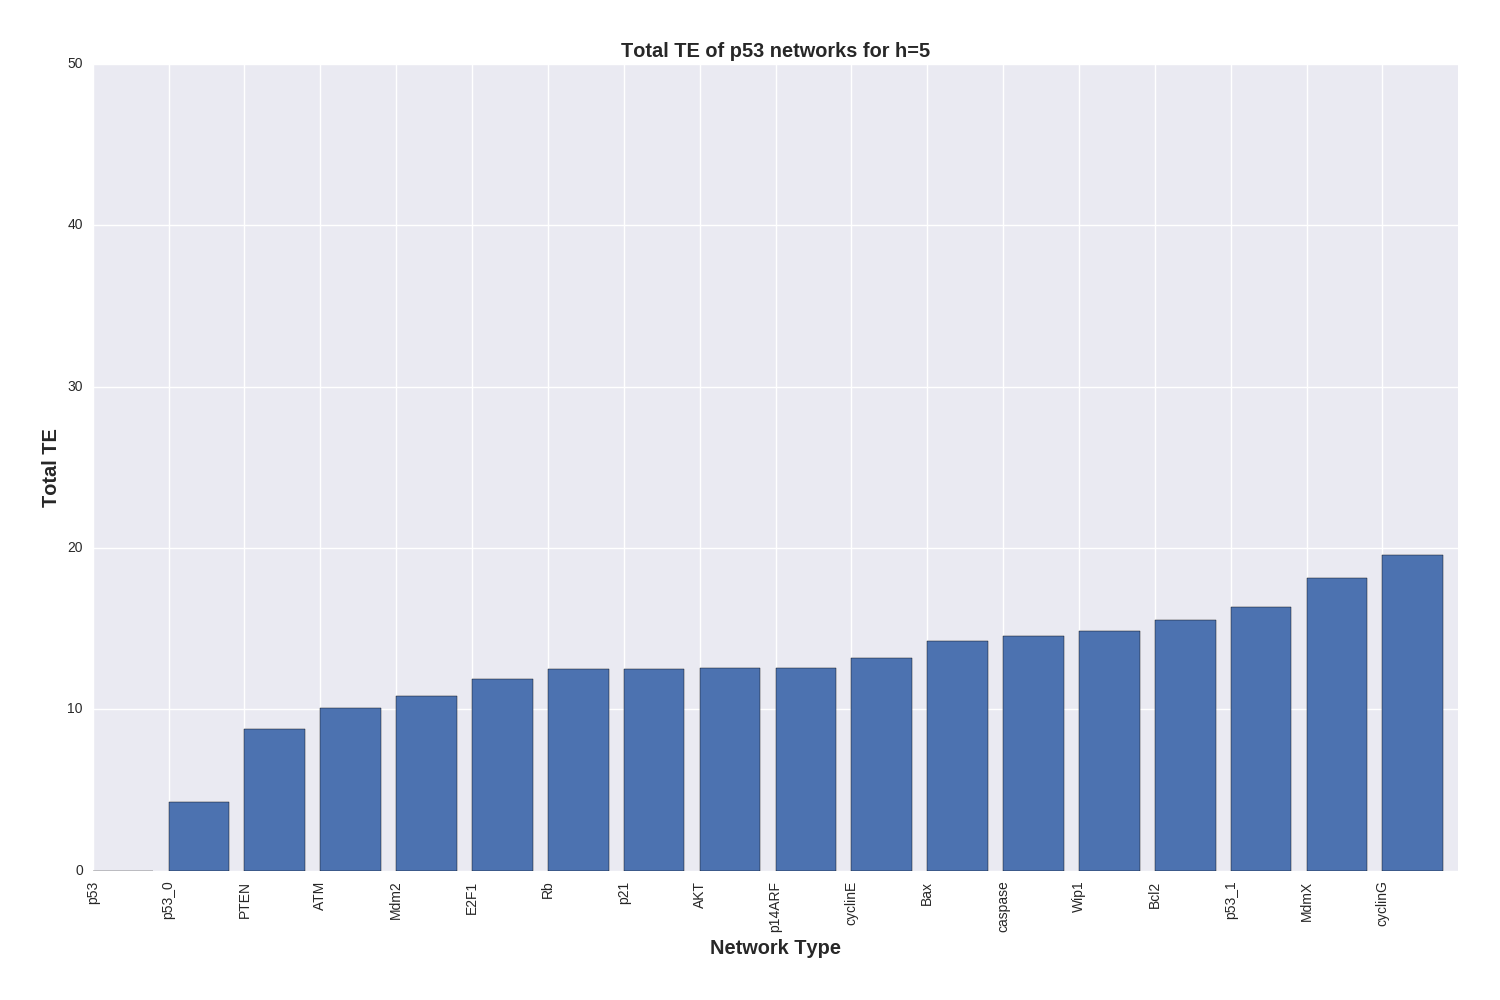 Total TE of p53 networks for h=5
50
40
30
20
10
0
Total TE
p53
p53_0
PTEN
ATM
Mdm2
E2F1
Rb
p21
AKT
p14ARF
cyclinE
Bax
caspase
Wip1
Bcl2
p53_1
MdmX
cyclinG
Network Type